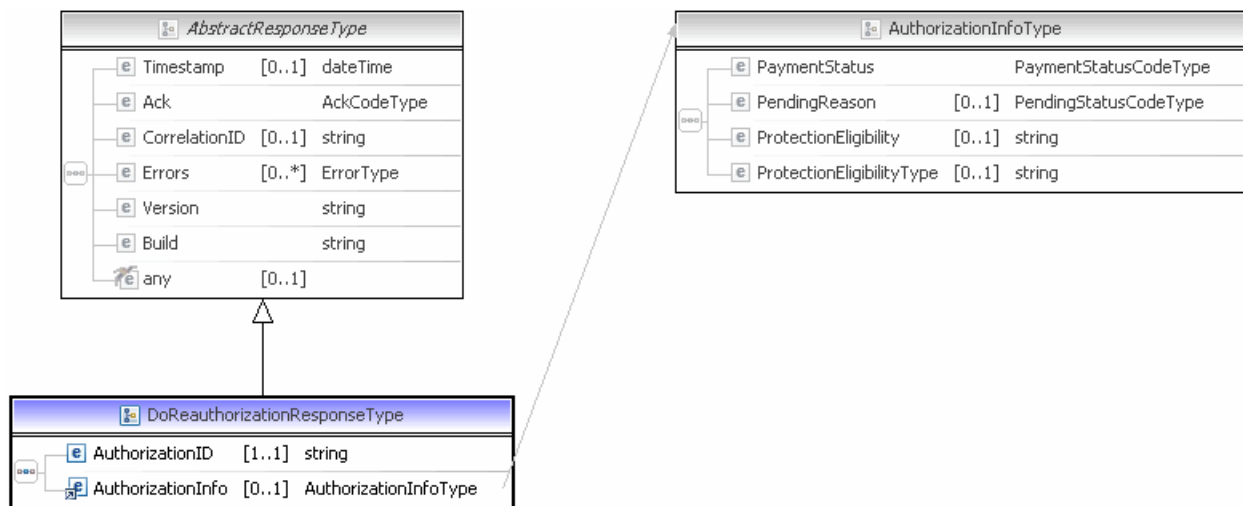 AbstractResponseType
Timestamp [0..1] dateTime
Ack AckCodeType
CorrelationID [0..1] string
Errors [0..*] ErrorType
Version string
Build string
any [0..1]
AuthorizationInfoType
PaymentStatus PaymentStatusCodeType
PendingReason [0..1] PendingStatusCodeType
ProtectionEligibility [0..1] string
ProtectionEligibilityType [0..1] string
DoReauthorizationResponseType
AuthorizationID [1..1] string
AuthorizationInfo [0..1] AuthorizationInfoType